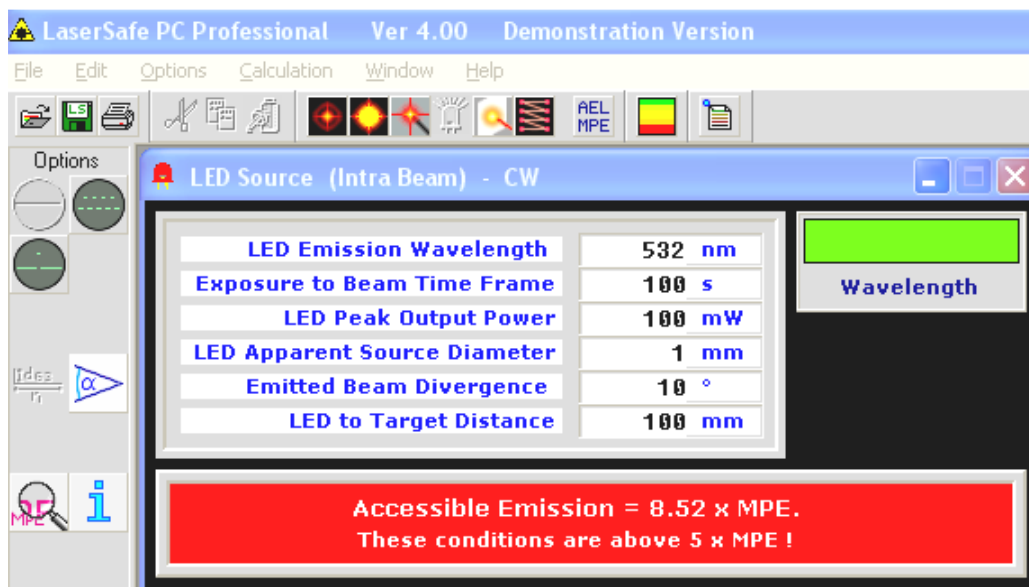 LaserSafe PC Professional Ver 4.00 Demonstration Version
File Edit Options Calculation Window Help
LS
AEL
MPE
Options
LED Source (Intra Beam) - CW
LED Emission Wavelength 532 nm
Exposure to Beam Time Frame 100 s
LED Peak Output Power 100 mW
LED Apparent Source Diameter 1 mm
Emitted Beam Divergence 10 °
LED to Target Distance 100 mm
Wavelength
α
MPE
i
Accessible Emission = 8.52 x MPE.
These conditions are above 5 x MPE !